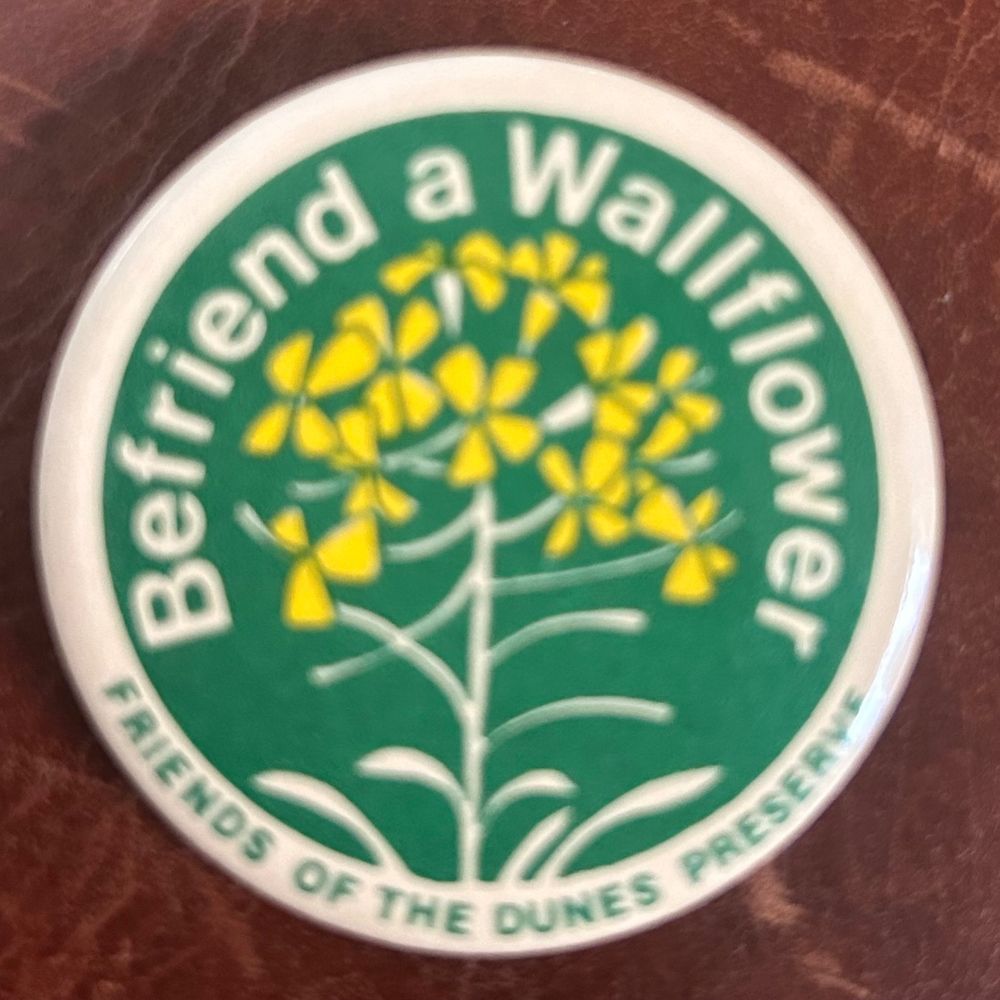 Befriend a Wallflower
FRIENDS OF THE DUNES PRESERVE